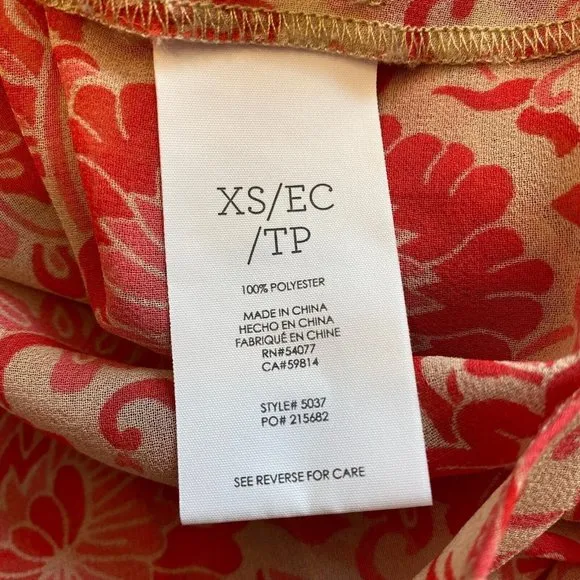 XS/EC
/TP
100% POLYESTER
MADE IN CHINA
HECHO EN CHINA
FABRIQUÉ EN CHINE
RN#54077
CA#59814
STYLE# 5037
PO# 215682
SEE REVERSE FOR CARE